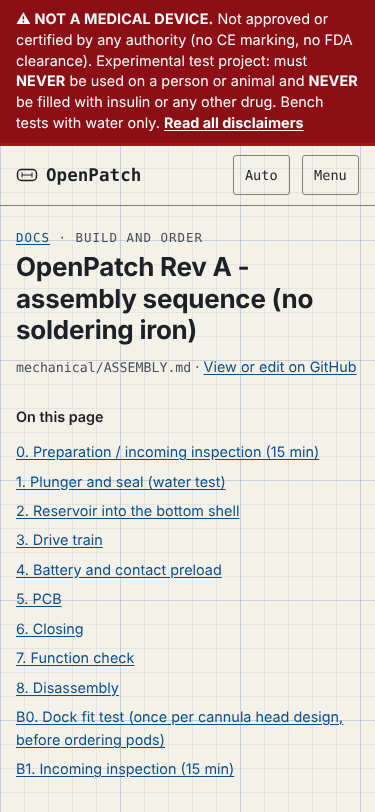 ⚠ NOT A MEDICAL DEVICE. Not approved or
certified by any authority (no CE marking, no FDA
clearance). Experimental test project: must
NEVER be used on a person or animal and NEVER
be filled with insulin or any other drug. Bench
tests with water only. Read all disclaimers
OpenPatch
Auto
Menu
DOCS · BUILD AND ORDER
OpenPatch Rev A -
assembly sequence (no
soldering iron)
mechanical/ASSEMBLY.md · View or edit on GitHub
On this page
0. Preparation / incoming inspection (15 min)
1. Plunger and seal (water test)
2. Reservoir into the bottom shell
3. Drive train
4. Battery and contact preload
5. PCB
6. Closing
7. Function check
8. Disassembly
B0. Dock fit test (once per cannula head design,
before ordering pods)
B1. Incoming inspection (15 min)